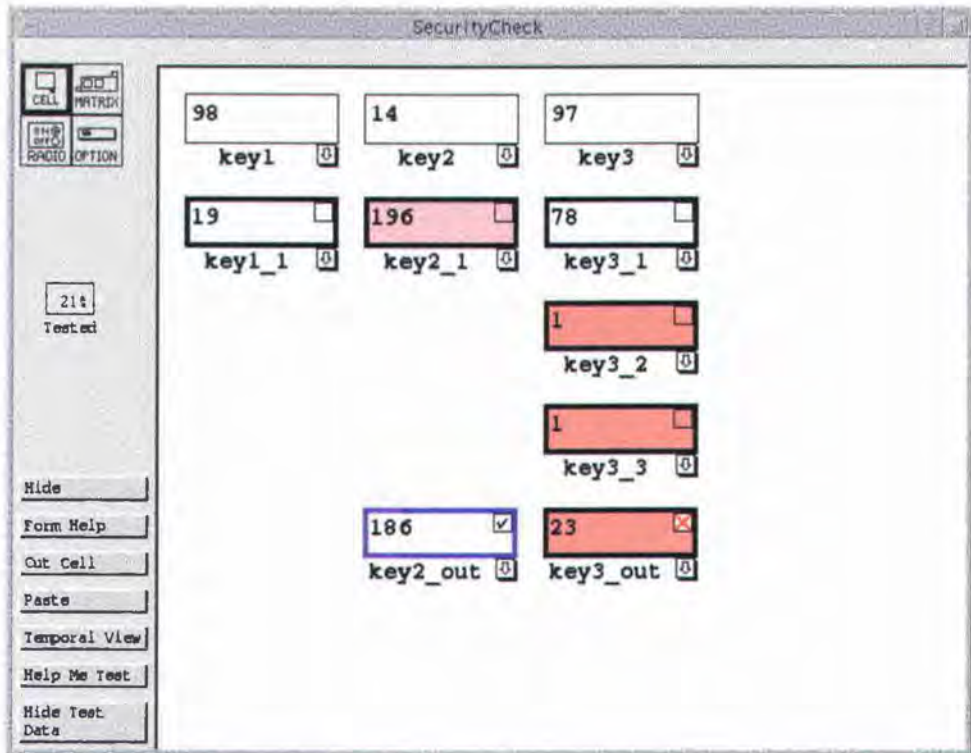 SecurityCheck
CELL MATRIX
RADIO OPTION
98 14 97
key1 key2 key3
19 196 78
key1_1 key2_1 key3_1
21%
Tested
1
key3_2
1
key3_3
Hide
Form Help
Cut Cell
Paste
Temporal View
Help Me Test
Hide Test
Data
186 23
key2_out key3_out